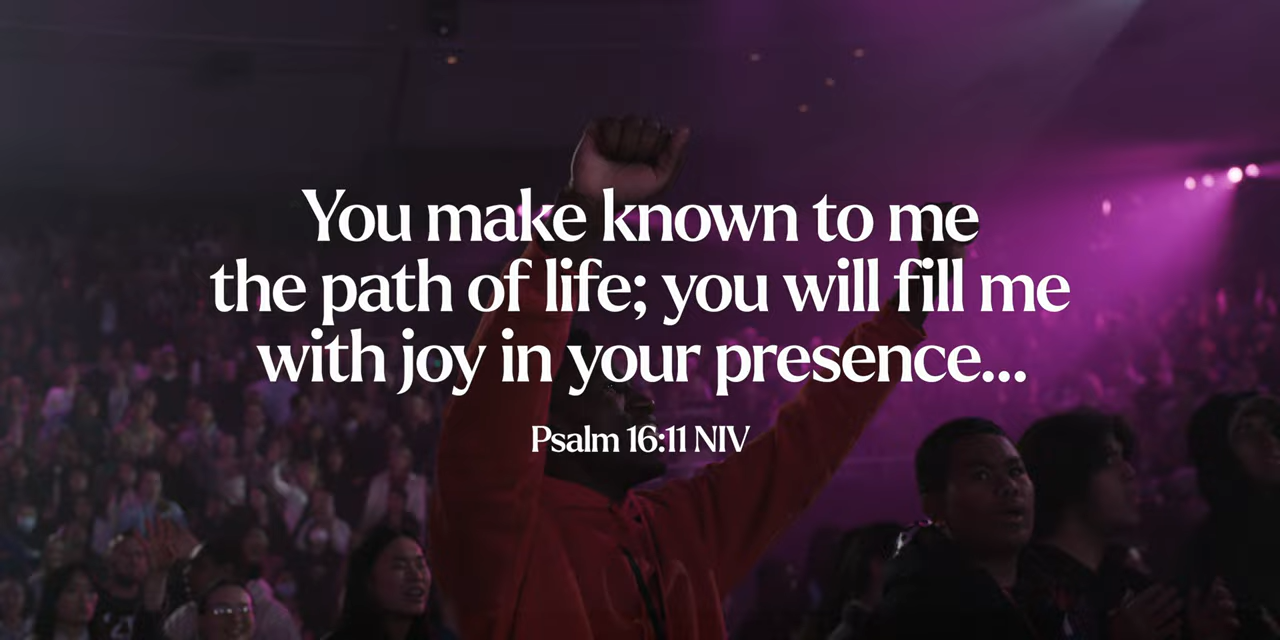 You make known to me
the path of life; you will fill me
with joy in your presence...
Psalm 16:11 NIV